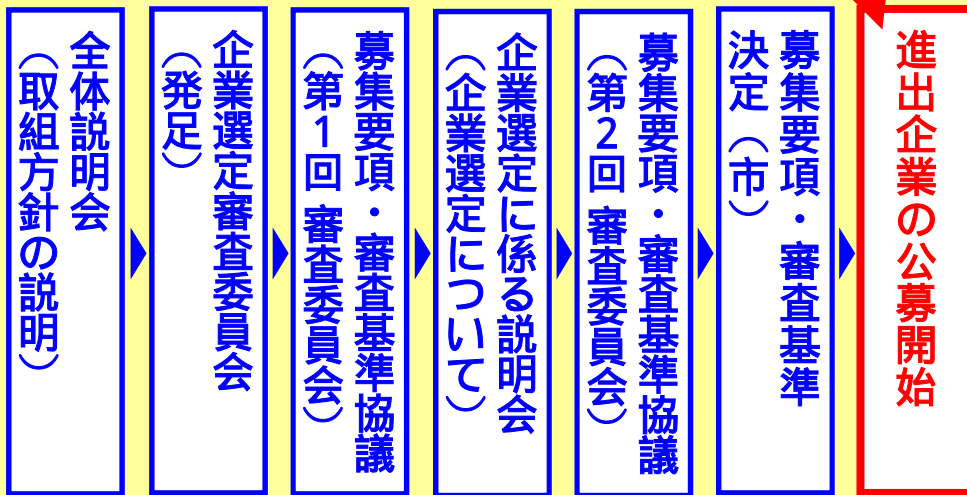 全体説明会
（取組方針の説明）
企業選定審査委員会
（発足）
募集要項・審査基準協議
（第１回 審査委員会）
企業選定に係る説明会
（企業選定について）
募集要項・審査基準協議
（第２回 審査委員会）
募集要項・審査基準
決定（市）
進出企業の公募開始